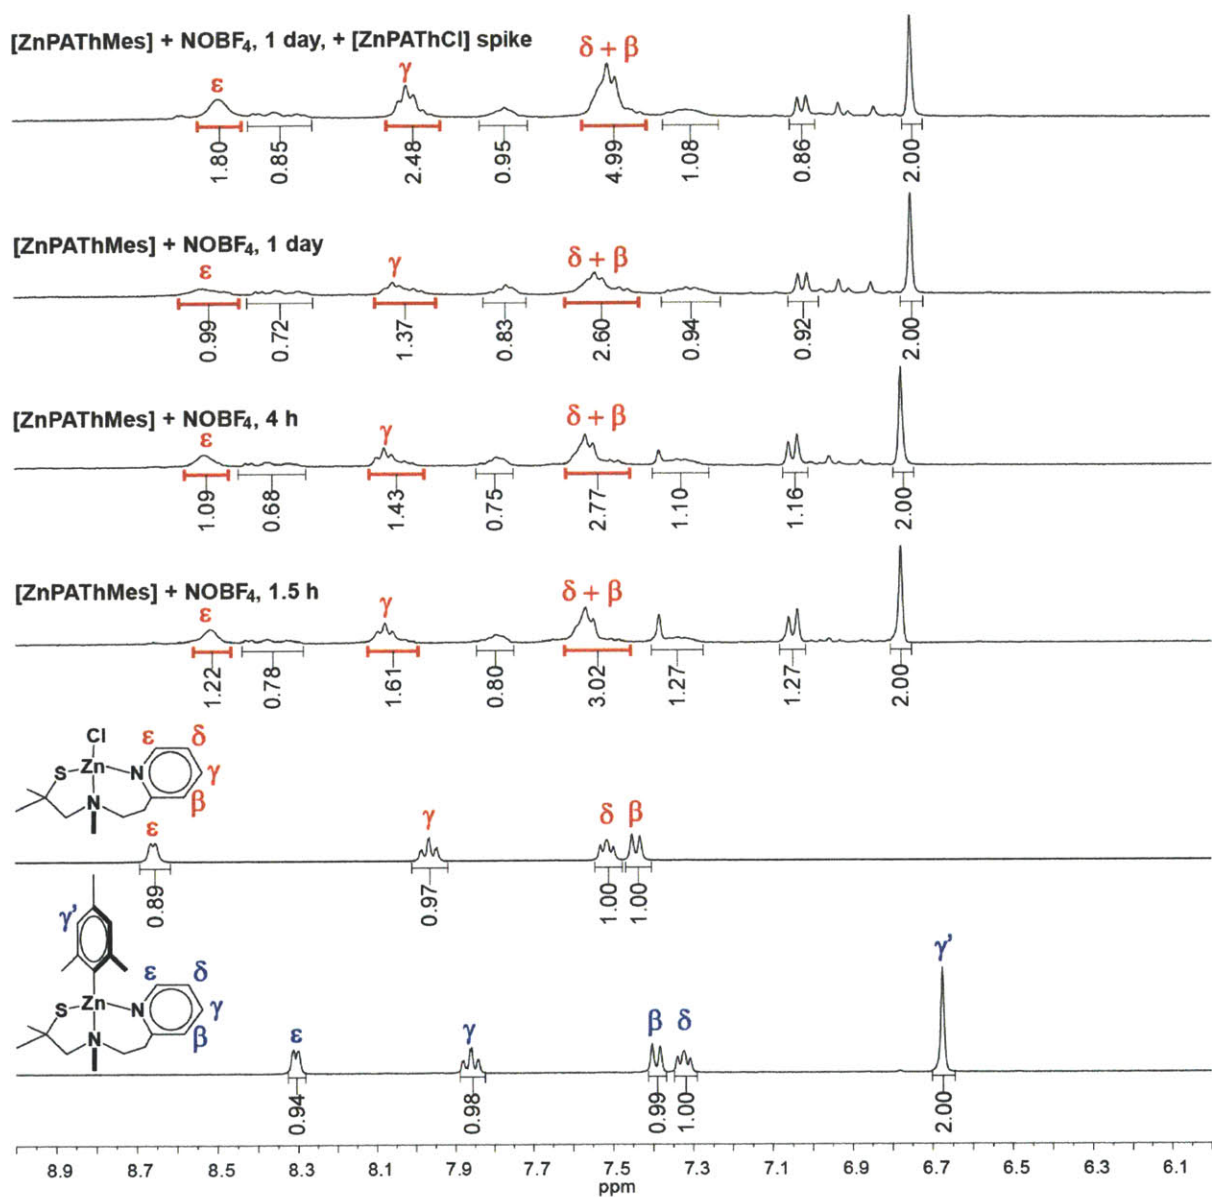 [ZnPAThMes] + NOBF4, 1 day, + [ZnPAThCl] spike
ε γ δ + β
1.80 0.85 2.48 0.95 4.99 1.08 0.86 2.00
[ZnPAThMes] + NOBF4, 1 day
ε γ δ + β
0.99 0.72 1.37 0.83 2.60 0.94 0.92 2.00
[ZnPAThMes] + NOBF4, 4 h
ε γ δ + β
1.09 0.68 1.43 0.75 2.77 1.10 1.16 2.00
[ZnPAThMes] + NOBF4, 1.5 h
ε γ δ + β
1.22 0.78 1.61 0.80 3.02 1.27 1.27 2.00
Cl
ε δ
S Zn N γ
N β
ε γ δ β
0.89 0.97 1.00 1.00
γ'
ε δ
S Zn N γ
N β
ε γ β δ γ'
0.94 0.98 0.99 1.00 2.00
8.9 8.7 8.5 8.3 8.1 7.9 7.7 7.5 7.3 7.1 6.9 6.7 6.5 6.3 6.1
ppm